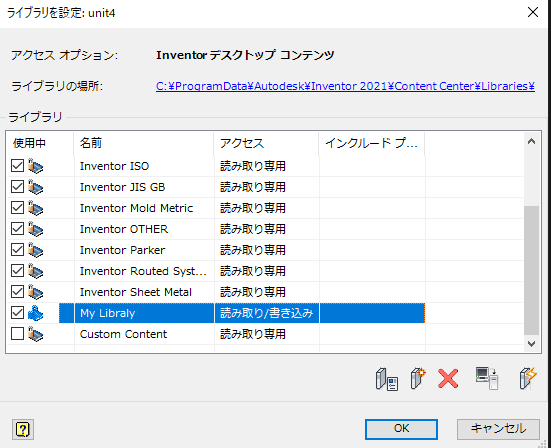 ライブラリを設定: unit4
アクセス オプション: Inventor デスクトップ コンテンツ
ライブラリの場所: C:¥ProgramData¥Autodesk¥Inventor 2021¥Content Center¥Libraries¥
ライブラリ
使用中 名前 アクセス インクルード プ...
Inventor ISO 読み取り専用
Inventor JIS GB 読み取り専用
Inventor Mold Metric 読み取り専用
Inventor OTHER 読み取り専用
Inventor Parker 読み取り専用
Inventor Routed Syst... 読み取り専用
Inventor Sheet Metal 読み取り専用
My Libraly 読み取り/書き込み
Custom Content 読み取り専用
OK キャンセル